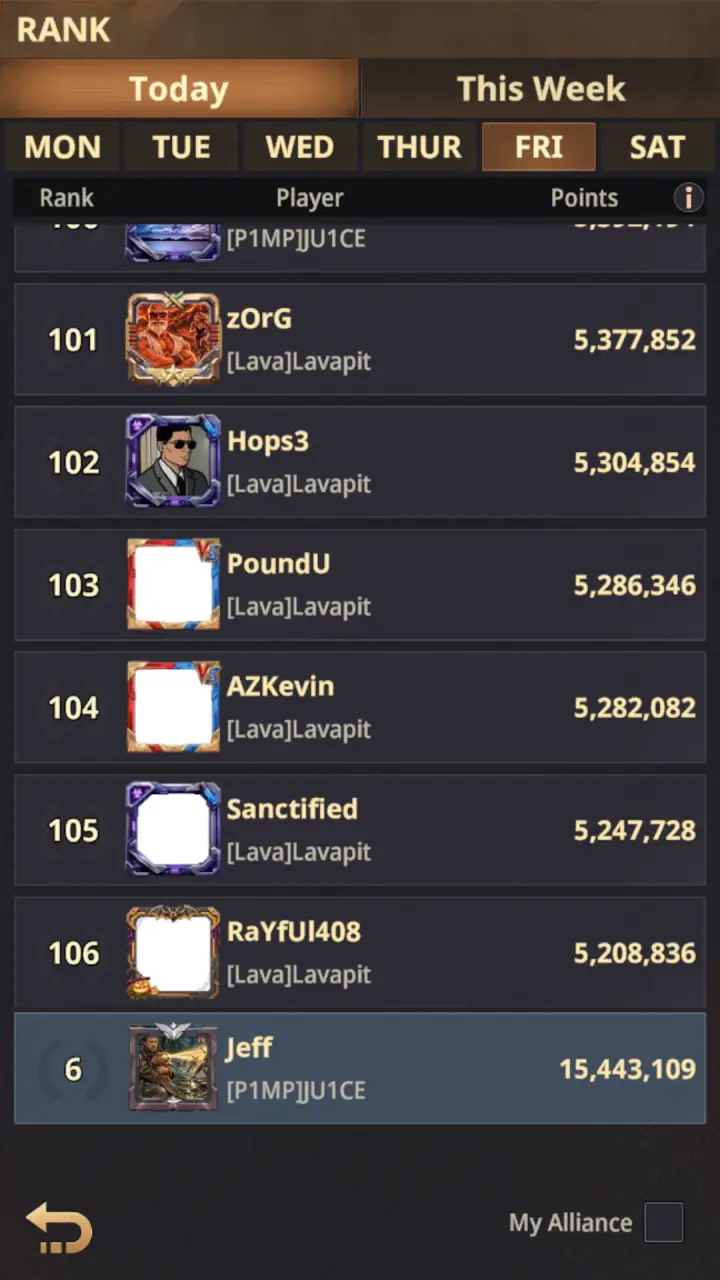 RANK
Today
This Week
MON TUE WED THUR FRI SAT
Rank Player Points i
[P1MP]JU1CE
101 zOrG 5,377,852
[Lava]Lavapit
102 Hops3 5,304,854
[Lava]Lavapit
103 PoundU 5,286,346
[Lava]Lavapit
104 AZKevin 5,282,082
[Lava]Lavapit
105 Sanctified 5,247,728
[Lava]Lavapit
106 RaYfUl408 5,208,836
[Lava]Lavapit
6 Jeff 15,443,109
[P1MP]JU1CE
My Alliance